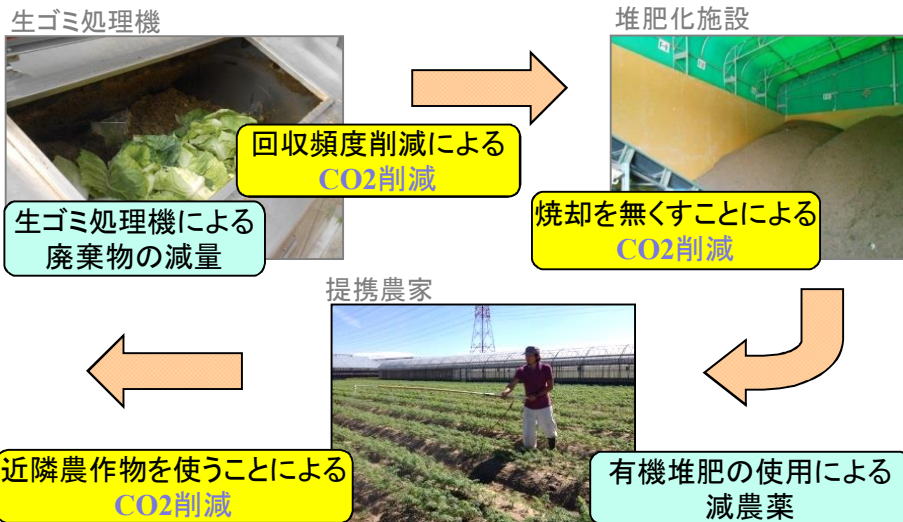 生ゴミ処理機
堆肥化施設
回収頻度削減による
CO2削減
生ゴミ処理機による
廃棄物の減量
焼却を無くすことによる
CO2削減
提携農家
近隣農作物を使うことによる
CO2削減
有機堆肥の使用による
減農薬